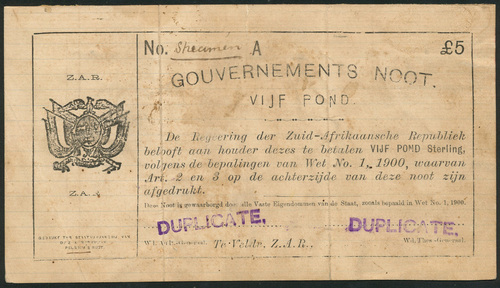 No. Specimen A £5
GOUVERNEMENTS NOOT.
VIJF POND.
De Regeering der Zuid-Afrikaansche Republiek
belooft aan houder dezes te betalen VIJF POND Sterling,
volgens de bepalingen van Wet No. 1, 1900, waarvan
Art. 2 en 3 op de achterzijde van deze noot zijn
afgedrukt.
Deze Noot is gewaarborgd door alle Vaste Eigendommen van de Staat, zooals bepaald in Wet No. 1, 1900.
DUPLICATE. DUPLICATE.
Te Velde, Z.A.R.
Z.A.R.
Z.A.